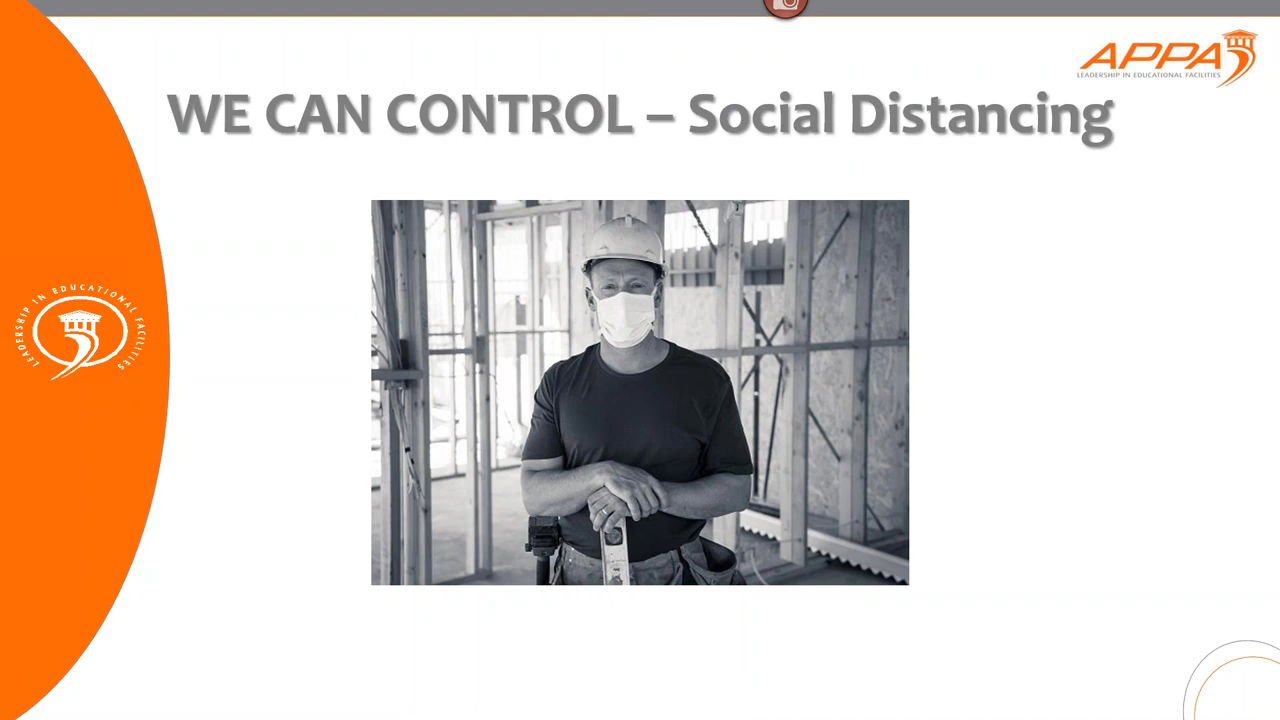 APPA
LEADERSHIP IN EDUCATIONAL FACILITIES
WE CAN CONTROL – Social Distancing
LEADERSHIP IN EDUCATIONAL FACILITIES